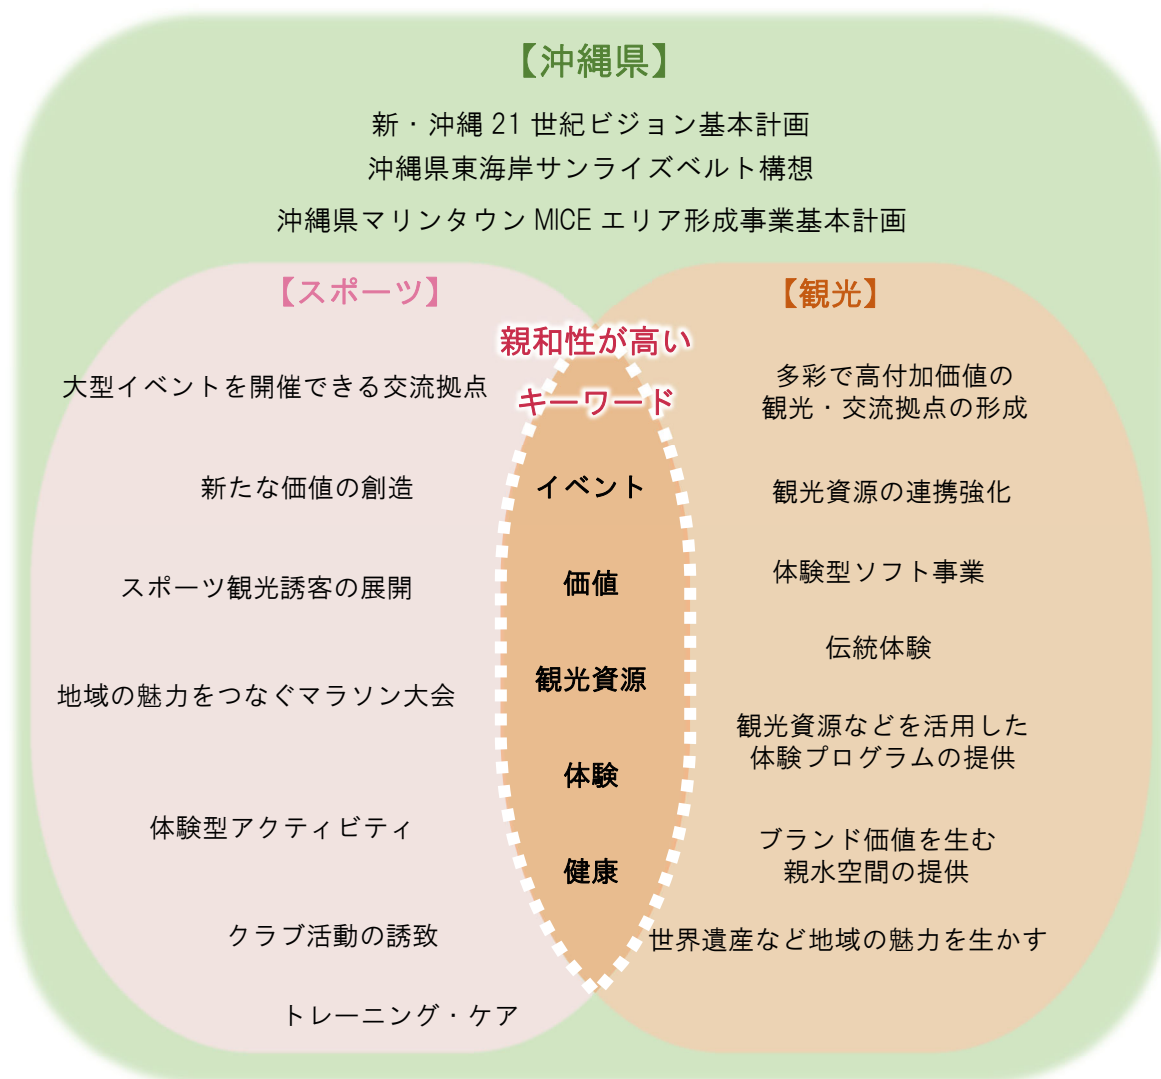 【沖縄県】
新・沖縄21世紀ビジョン基本計画
沖縄県東海岸サンライズベルト構想
沖縄県マリンタウンMICEエリア形成事業基本計画
【スポーツ】
大型イベントを開催できる交流拠点
新たな価値の創造
スポーツ観光誘客の展開
地域の魅力をつなぐマラソン大会
体験型アクティビティ
クラブ活動の誘致
トレーニング・ケア
親和性が高い
キーワード
イベント
価値
観光資源
体験
健康
【観光】
多彩で高付加価値の
観光・交流拠点の形成
観光資源の連携強化
体験型ソフト事業
伝統体験
観光資源などを活用した
体験プログラムの提供
ブランド価値を生む
親水空間の提供
世界遺産など地域の魅力を生かす